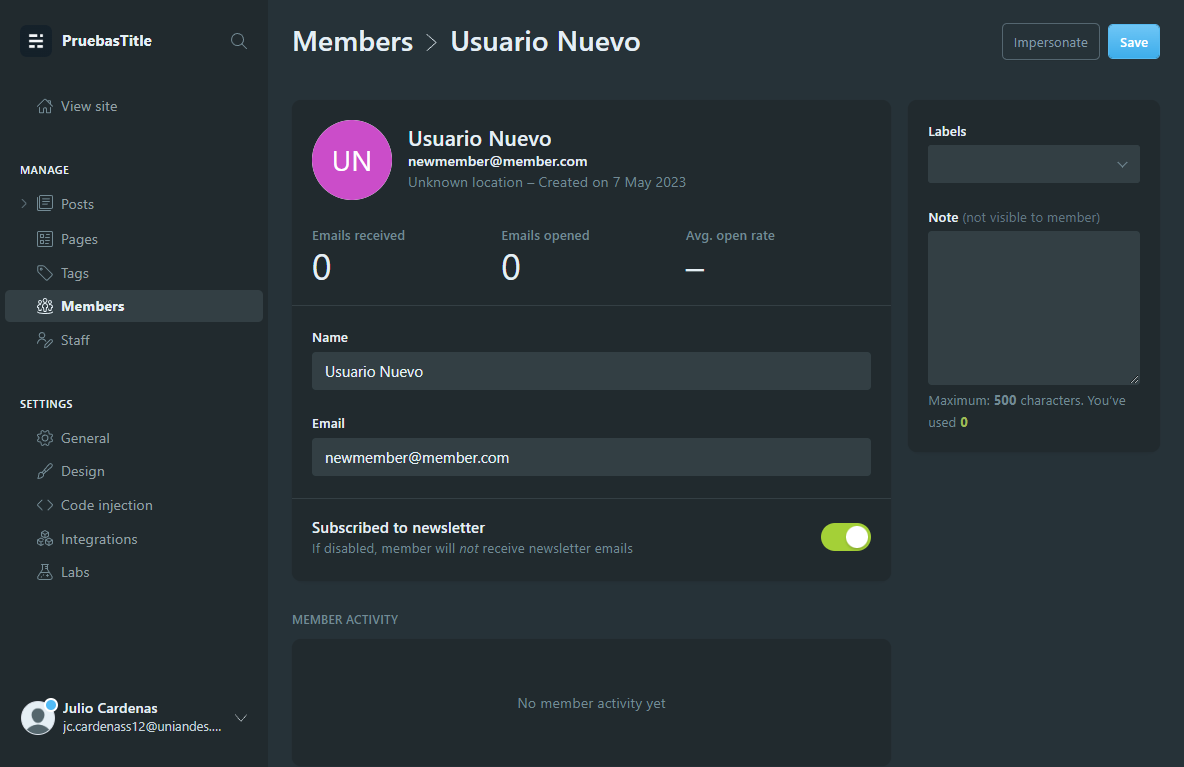 PruebasTitle
View site
MANAGE
Posts
Pages
Tags
Members
Staff
SETTINGS
General
Design
Code injection
Integrations
Labs
Julio Cardenas
jc.cardenass12@uniandes....
Members > Usuario Nuevo
Impersonate
Save
UN
Usuario Nuevo
newmember@member.com
Unknown location – Created on 7 May 2023
Emails received
0
Emails opened
0
Avg. open rate
–
Name
Usuario Nuevo
Email
newmember@member.com
Subscribed to newsletter
If disabled, member will not receive newsletter emails
MEMBER ACTIVITY
No member activity yet
Labels
Note (not visible to member)
Maximum: 500 characters. You've
used 0